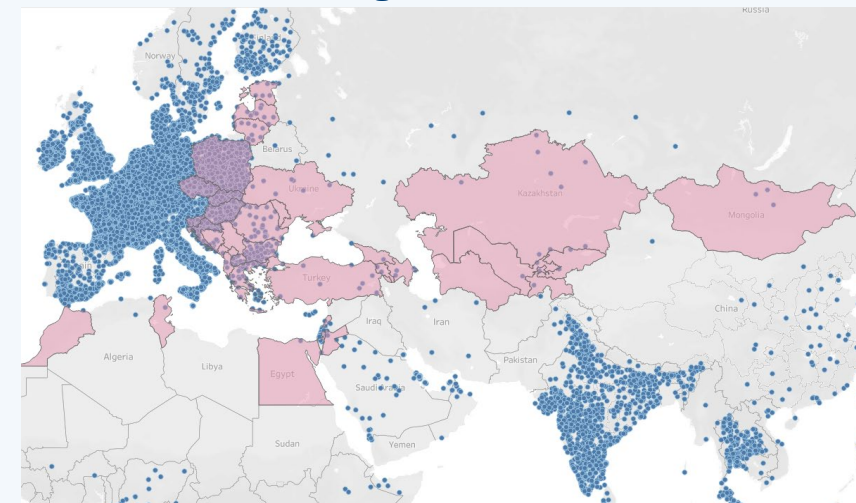 Russia
Norway
Belarus
Ukraine
Kazakhstan
Mongolia
Turkey
China
Iraq
Iran
Algeria
Libya
Pakistan
Egypt
Saudi Arabia
Sudan
Yemen